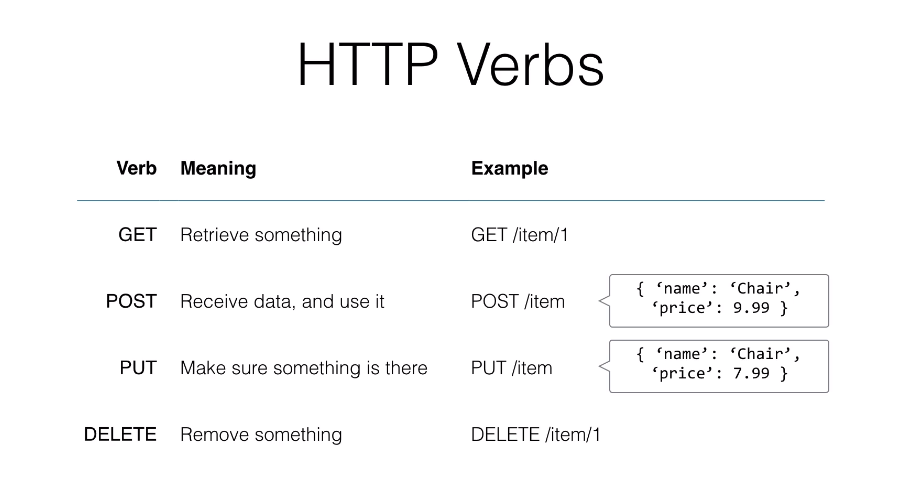 HTTP Verbs
Verb Meaning Example
GET Retrieve something GET /item/1
POST Receive data, and use it POST /item
{ ‘name’: ‘Chair’,
‘price’: 9.99 }
PUT Make sure something is there PUT /item
{ ‘name’: ‘Chair’,
‘price’: 7.99 }
DELETE Remove something DELETE /item/1